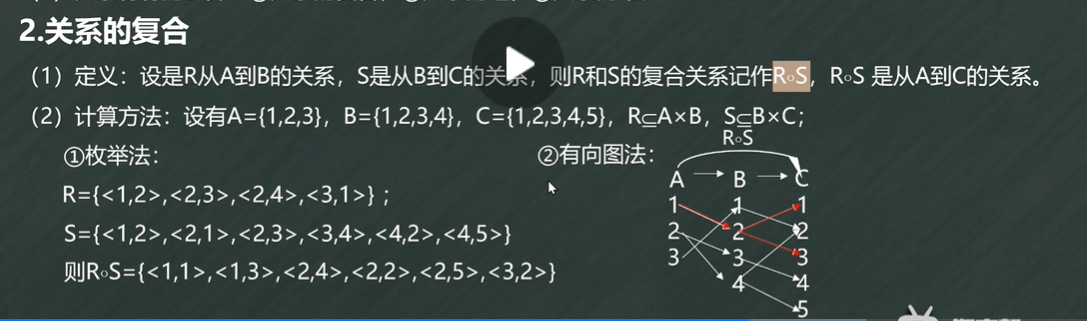 2.关系的复合
（1）定义：设是R从A到B的关系，S是从B到C的关系，则R和S的复合关系记作R∘S，R∘S 是从A到C的关系。
（2）计算方法：设有A={1,2,3}，B={1,2,3,4}，C={1,2,3,4,5}，R⊆A×B，S⊆B×C；
①枚举法：
R={<1,2>,<2,3>,<2,4>,<3,1>}；
S={<1,2>,<2,1>,<2,3>,<3,4>,<4,2>,<4,5>}
则R∘S={<1,1>,<1,3>,<2,4>,<2,2>,<2,5>,<3,2>}
②有向图法：
R∘S
A B C
1 1 1
2 2 2
3 3 3
4 4
5